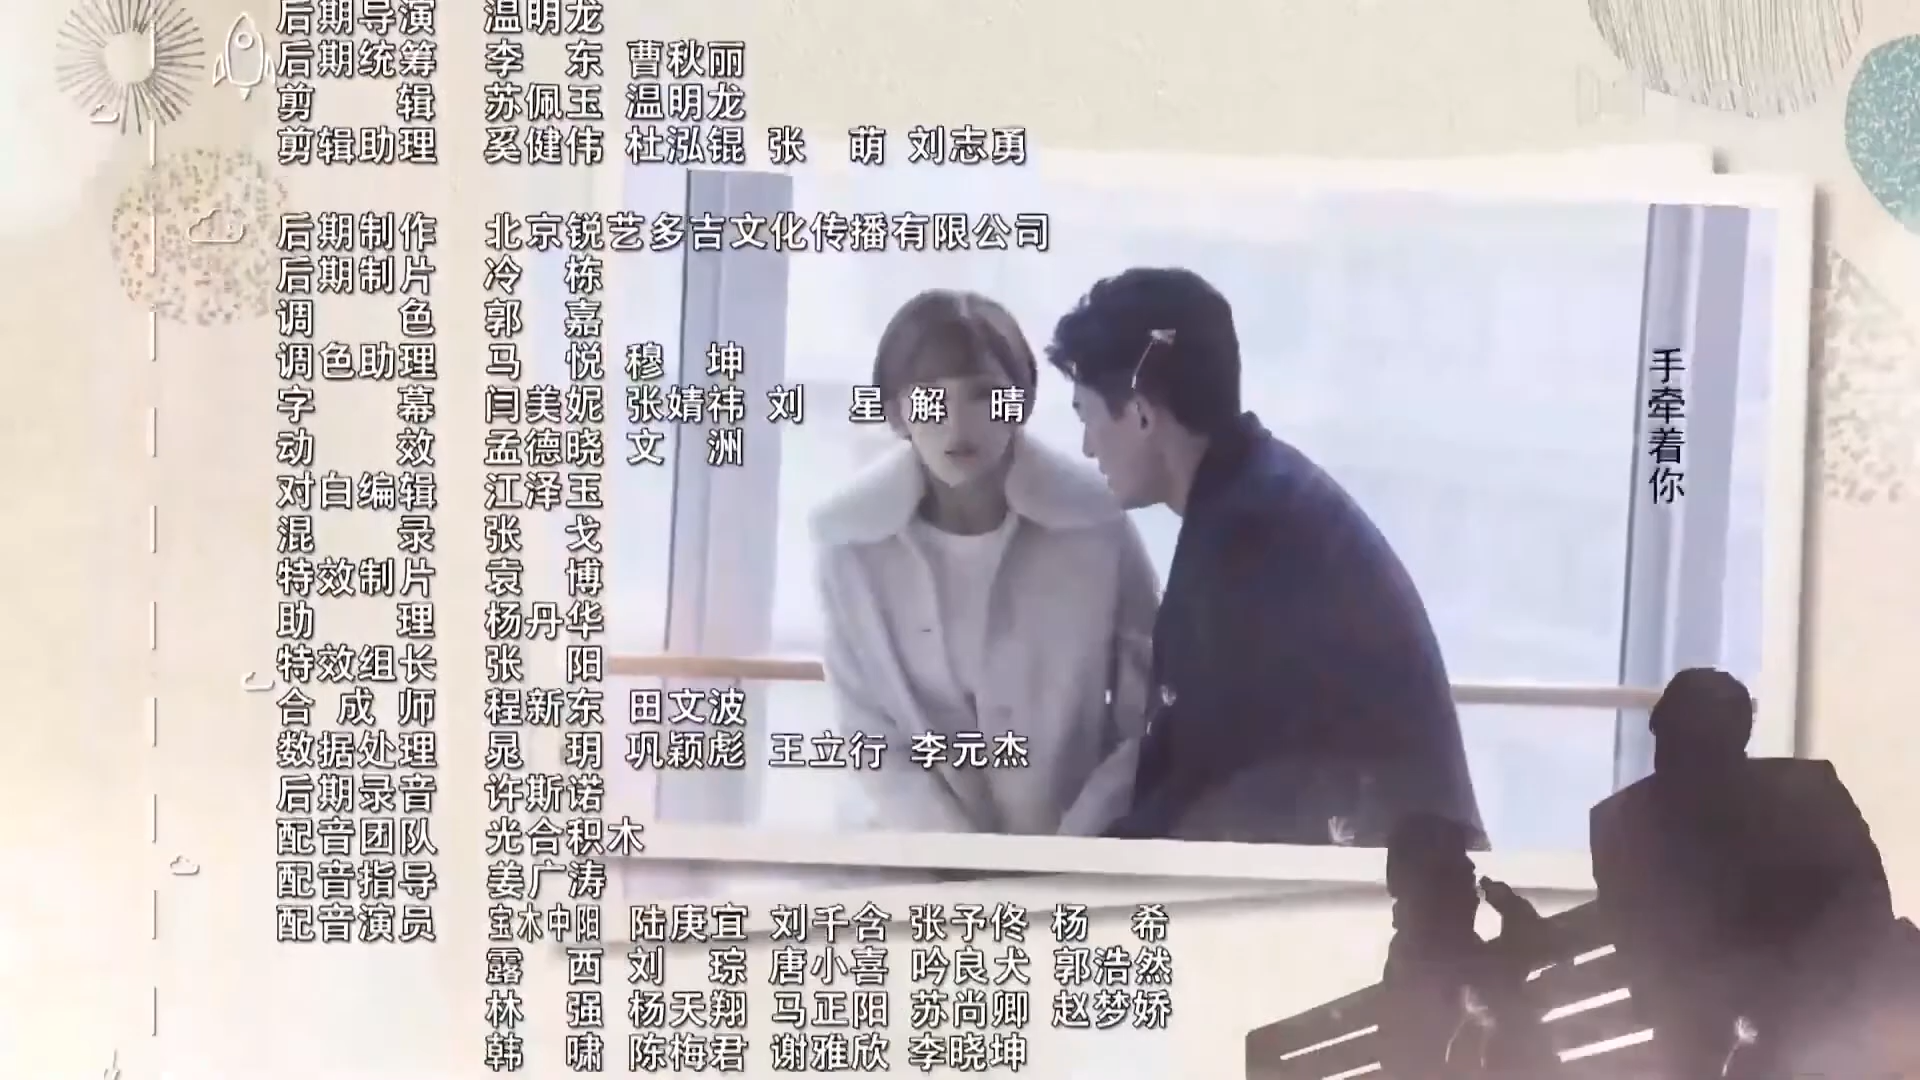 后期导演 温明龙
后期统筹 李东 曹秋丽
剪辑 苏佩玉 温明龙
剪辑助理 奚健伟 杜泓锟 张萌 刘志勇
后期制作 北京锐艺多吉文化传播有限公司
后期制片 冷栋
调色 郭嘉
调色助理 马悦 穆坤
字幕 闫美妮 张婧祎 刘星 解晴
动效 孟德晓 文洲
对白编辑 江泽玉
混录 张戈
特效制片 袁博
助理 杨丹华
特效组长 张阳
合成师 程新东 田文波
数据处理 晁玥 巩颖彪 王立行 李元杰
后期录音 许斯诺
配音团队 光合积木
配音指导 姜广涛
配音演员 宝木中阳 陆庚宜 刘千含 张予佟 杨希
露西 刘琮 唐小喜 吟良犬 郭浩然
林强 杨天翔 马正阳 苏尚卿 赵梦娇
韩啸 陈梅君 谢雅欣 李晓坤
手牵着你